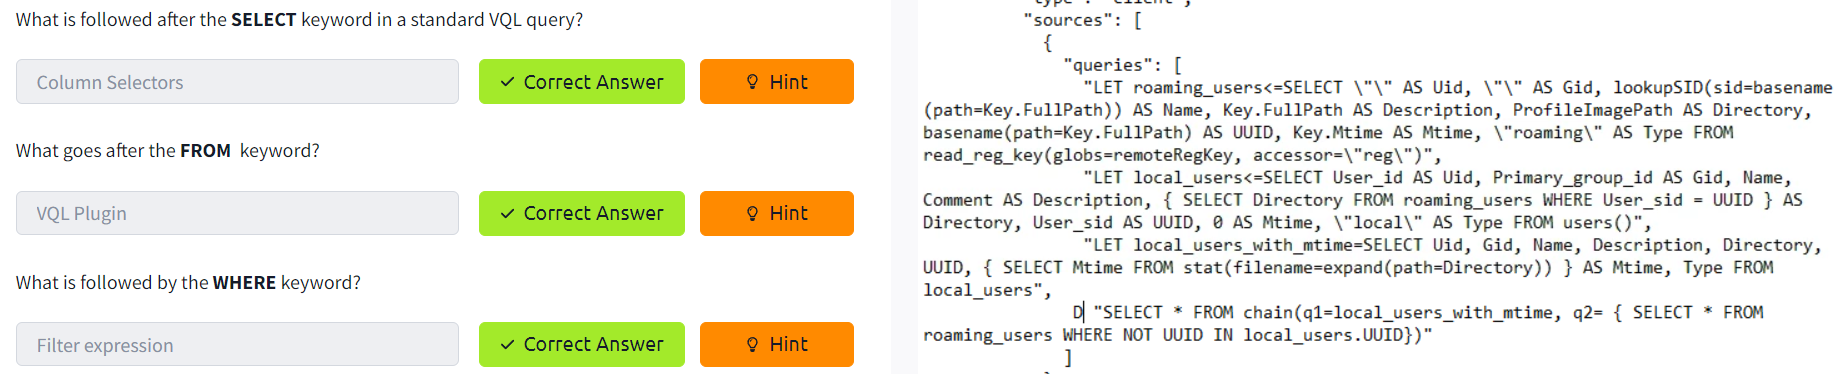 What is followed after the SELECT keyword in a standard VQL query?
Column Selectors
Correct Answer
Hint
What goes after the FROM keyword?
VQL Plugin
Correct Answer
Hint
What is followed by the WHERE keyword?
Filter expression
Correct Answer
Hint
"type": "client",
"sources": [
{
"queries": [
"LET roaming_users<=SELECT \"\" AS Uid, \"\" AS Gid, lookupSID(sid=basename
(path=Key.FullPath)) AS Name, Key.FullPath AS Description, ProfileImagePath AS Directory,
basename(path=Key.FullPath) AS UUID, Key.Mtime AS Mtime, \"roaming\" AS Type FROM
read_reg_key(globs=remoteRegKey, accessor=\"reg\")",
"LET local_users<=SELECT User_id AS Uid, Primary_group_id AS Gid, Name,
Comment AS Description, { SELECT Directory FROM roaming_users WHERE User_sid = UUID } AS
Directory, User_sid AS UUID, 0 AS Mtime, \"local\" AS Type FROM users()",
"LET local_users_with_mtime=SELECT Uid, Gid, Name, Description, Directory,
UUID, { SELECT Mtime FROM stat(filename=expand(path=Directory)) } AS Mtime, Type FROM
local_users",
D "SELECT * FROM chain(q1=local_users_with_mtime, q2= { SELECT * FROM
roaming_users WHERE NOT UUID IN local_users.UUID})"
]